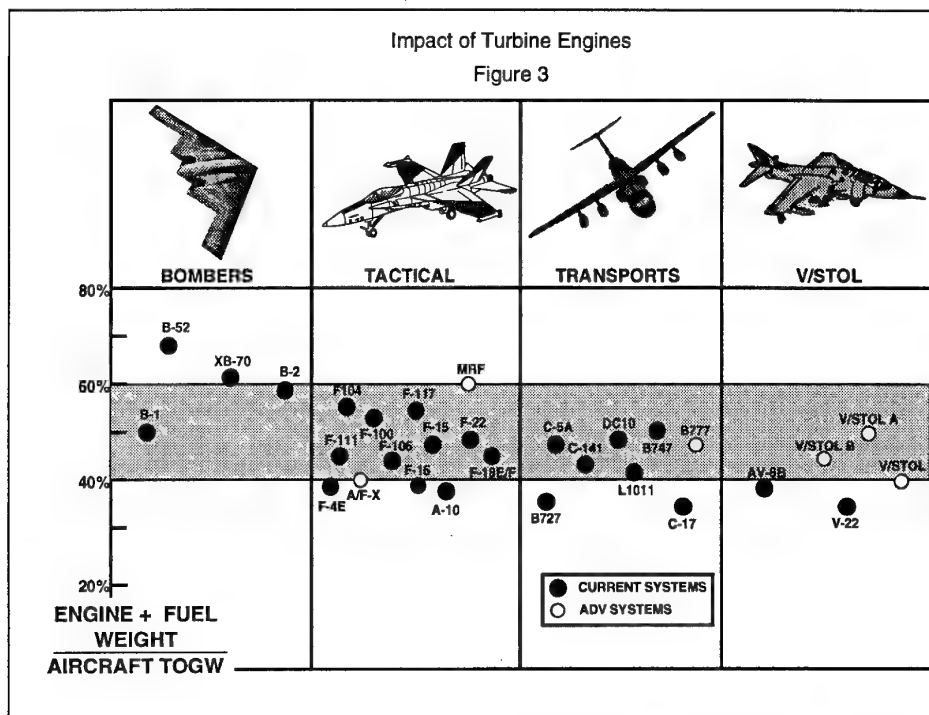 Impact of Turbine Engines
Figure 3
BOMBERS
TACTICAL
TRANSPORTS
V/STOL
80%
B-52
XB-70
B-2
60%
B-1
MRF
F104
F-117
F-100
F-15
F-22
F-111
F-106
F-16
F-18E/F
F-4E
A/F-X
A-10
C-5A
DC10
B777
C-141
B747
L1011
B727
C-17
V/STOL A
V/STOL B
AV-8B
V/STOL
V-22
40%
20%
CURRENT SYSTEMS
ADV SYSTEMS
ENGINE + FUEL
WEIGHT
AIRCRAFT TOGW